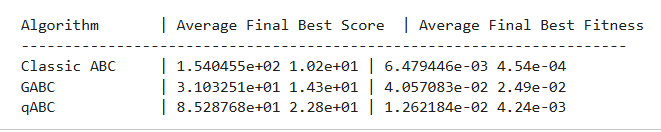 Algorithm | Average Final Best Score | Average Final Best Fitness
----------------------------------------------------------------------------
Classic ABC | 1.540455e+02 1.02e+01 | 6.479446e-03 4.54e-04
GABC | 3.103251e+01 1.43e+01 | 4.057083e-02 2.49e-02
qABC | 8.528768e+01 2.28e+01 | 1.262184e-02 4.24e-03